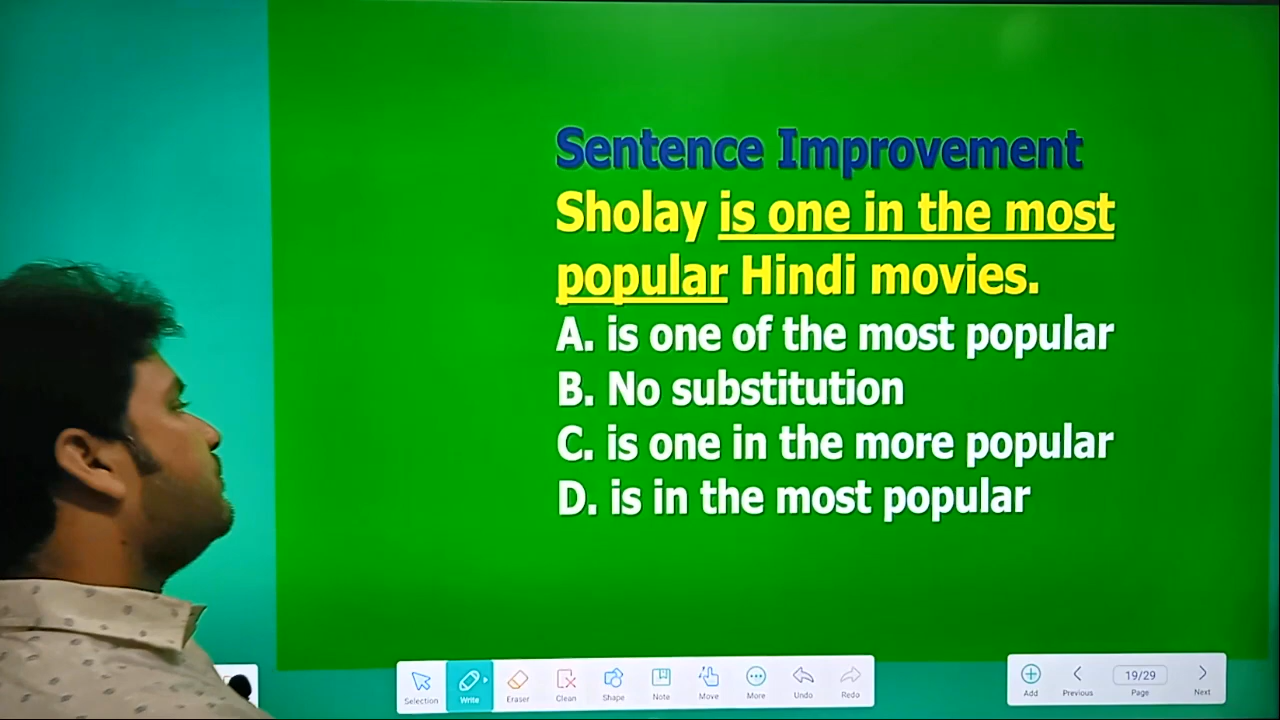 Sentence Improvement
Sholay is one in the most
popular Hindi movies.
A. is one of the most popular
B. No substitution
C. is one in the more popular
D. is in the most popular
Selection Write Eraser Clean Shape Note Move More Undo Redo
Add Previous 19/29 Page Next